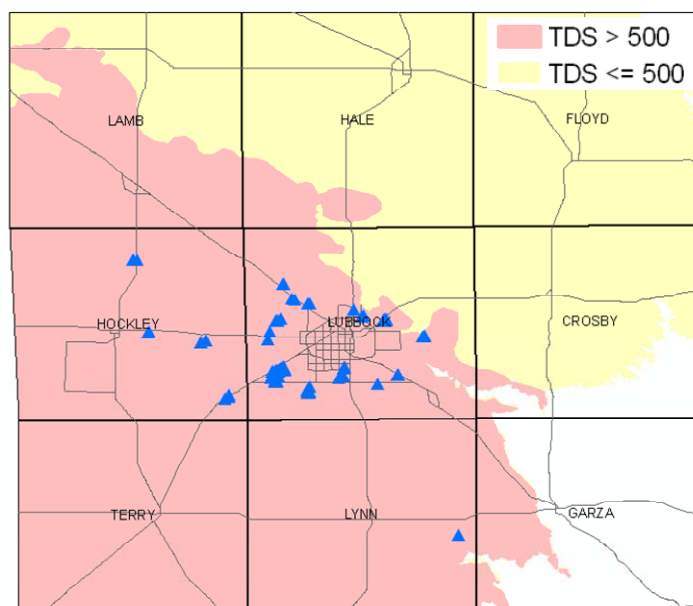 TDS > 500
TDS <= 500
LAMB
HALE
FLOYD
HOCKLEY
LUBBOCK
CROSBY
TERRY
LYNN
GARZA